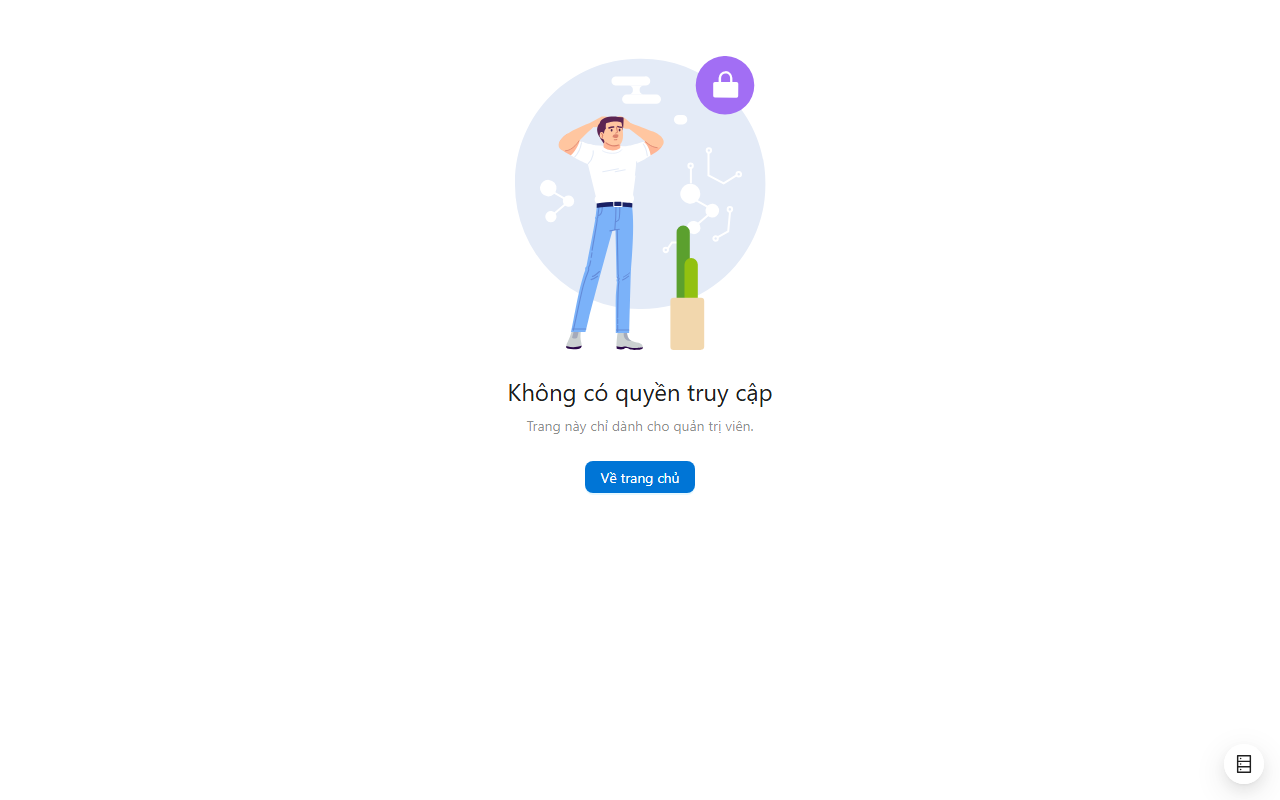 Không có quyền truy cập
Trang này chỉ dành cho quản trị viên.
Về trang chủ